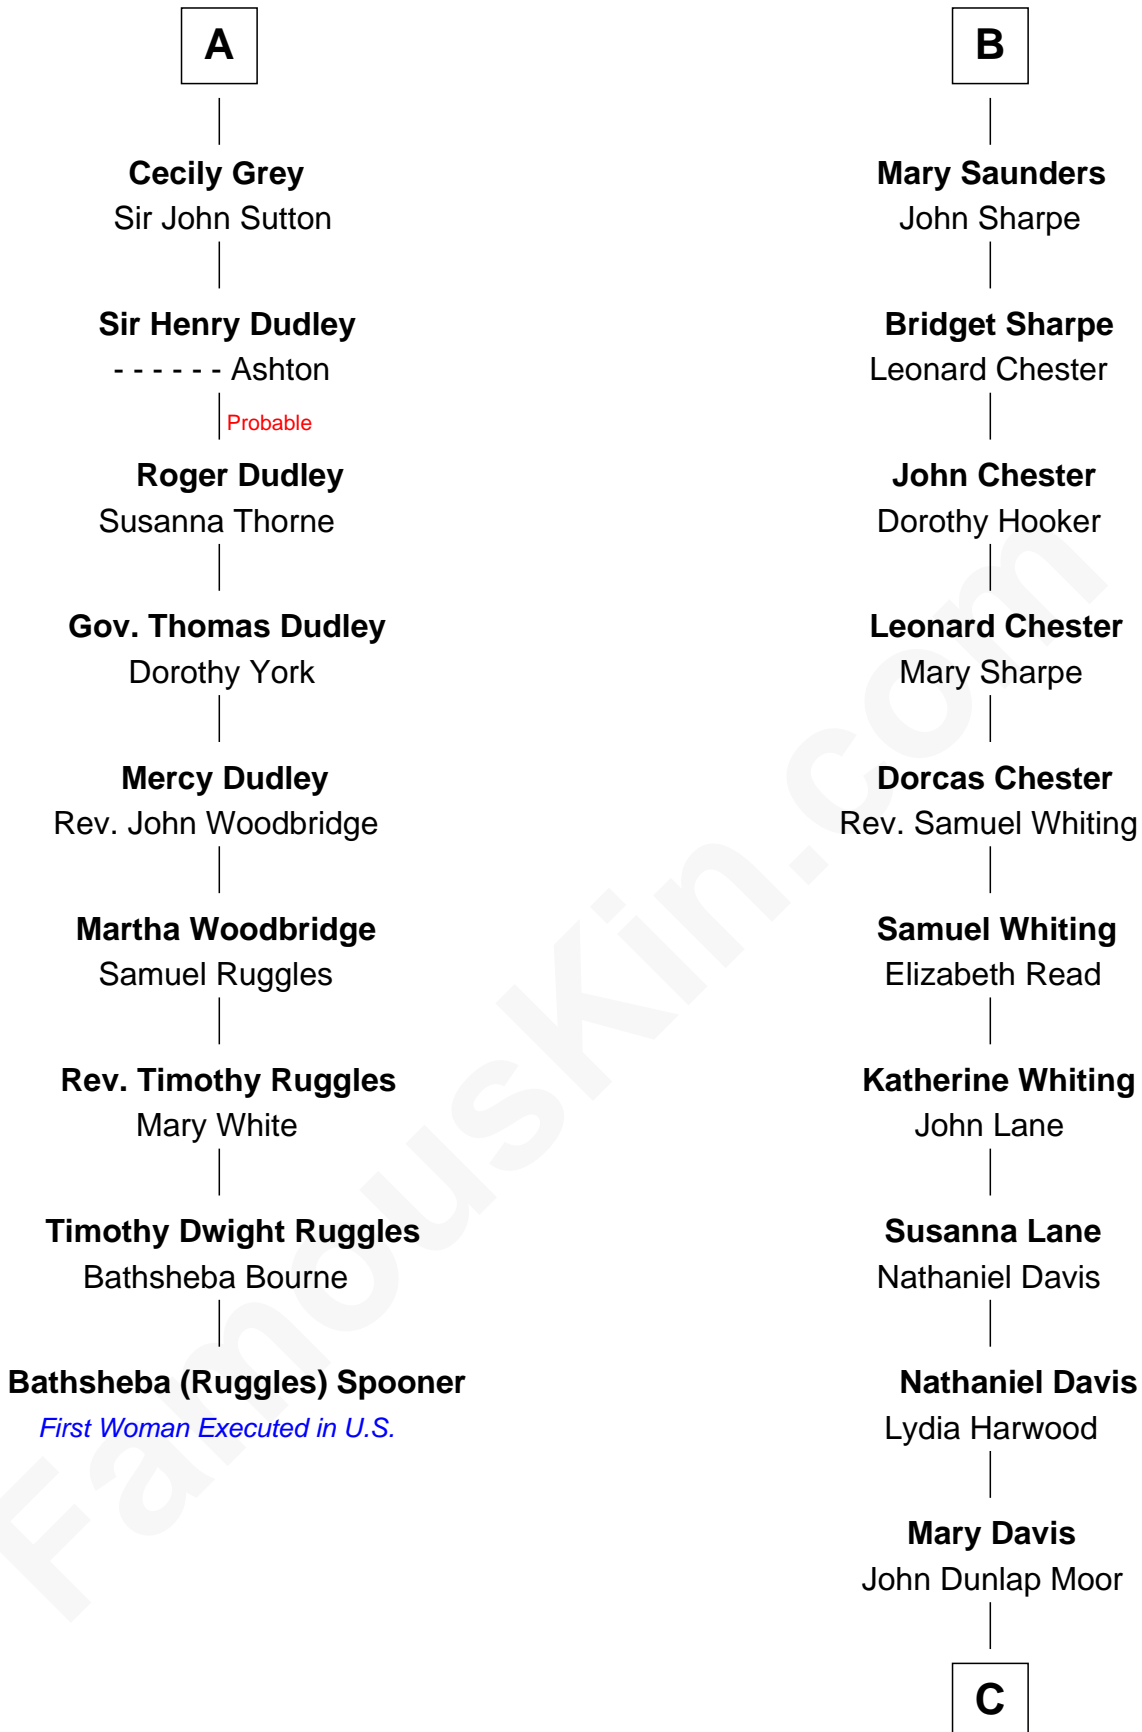 A
Cecily Grey
Sir John Sutton
Sir Henry Dudley
- - - - - - Ashton
Probable
Roger Dudley
Susanna Thorne
Gov. Thomas Dudley
Dorothy York
Mercy Dudley
Rev. John Woodbridge
Martha Woodbridge
Samuel Ruggles
Rev. Timothy Ruggles
Mary White
Timothy Dwight Ruggles
Bathsheba Bourne
Bathsheba (Ruggles) Spooner
First Woman Executed in U.S.
B
Mary Saunders
John Sharpe
Bridget Sharpe
Leonard Chester
John Chester
Dorothy Hooker
Leonard Chester
Mary Sharpe
Dorcas Chester
Rev. Samuel Whiting
Samuel Whiting
Elizabeth Read
Katherine Whiting
John Lane
Susanna Lane
Nathaniel Davis
Nathaniel Davis
Lydia Harwood
Mary Davis
John Dunlap Moor
C
FamousKin.com